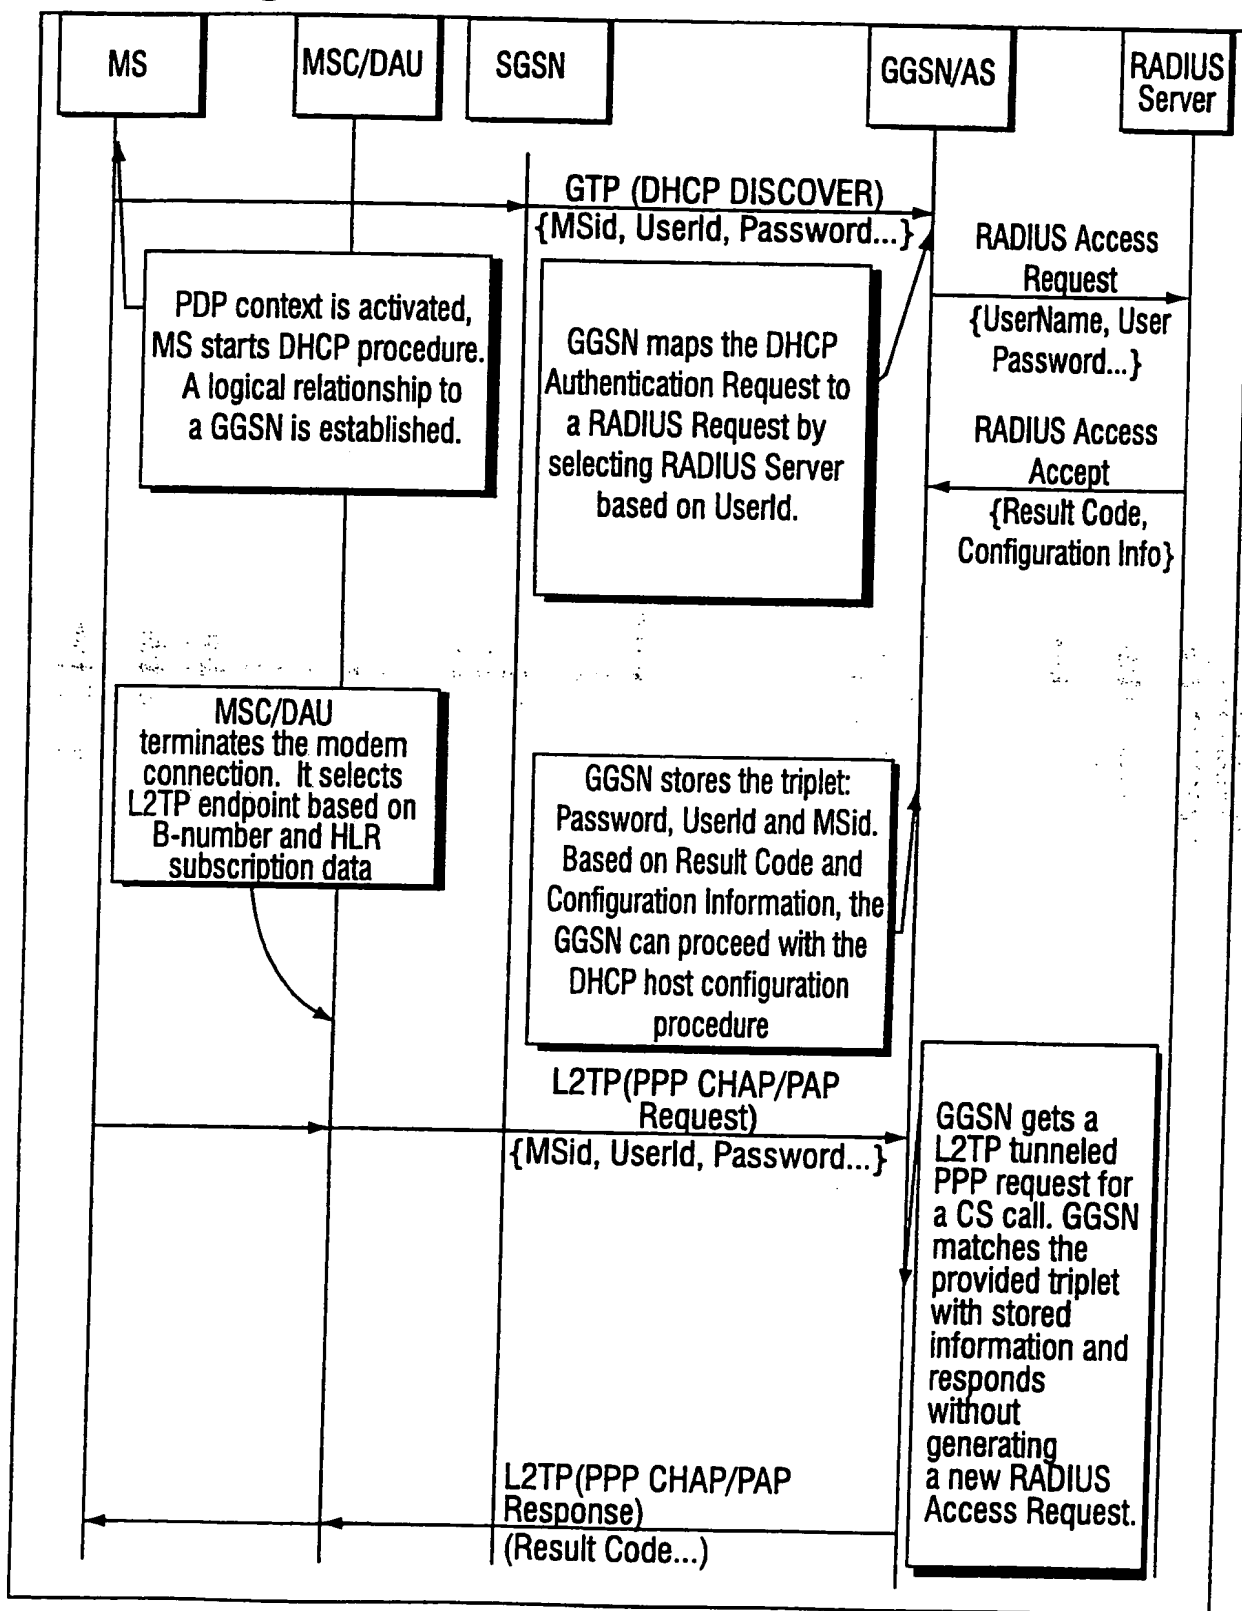 MS
MSC/DAU
SGSN
GGSN/AS
RADIUS
Server
GTP (DHCP DISCOVER)
{MSid, UserId, Password...}
RADIUS Access
Request
{UserName, User
Password...}
PDP context is activated,
MS starts DHCP procedure.
A logical relationship to
a GGSN is established.
GGSN maps the DHCP
Authentication Request to
a RADIUS Request by
selecting RADIUS Server
based on UserId.
RADIUS Access
Accept
{Result Code,
Configuration Info}
MSC/DAU
terminates the modem
connection. It selects
L2TP endpoint based on
B-number and HLR
subscription data
GGSN stores the triplet:
Password, UserId and MSid.
Based on Result Code and
Configuration Information, the
GGSN can proceed with the
DHCP host configuration
procedure
L2TP(PPP CHAP/PAP
Request)
{MSid, UserId, Password...}
GGSN gets a
L2TP tunneled
PPP request for
a CS call. GGSN
matches the
provided triplet
with stored
information and
responds
without
generating
a new RADIUS
Access Request.
L2TP(PPP CHAP/PAP
Response)
(Result Code...)